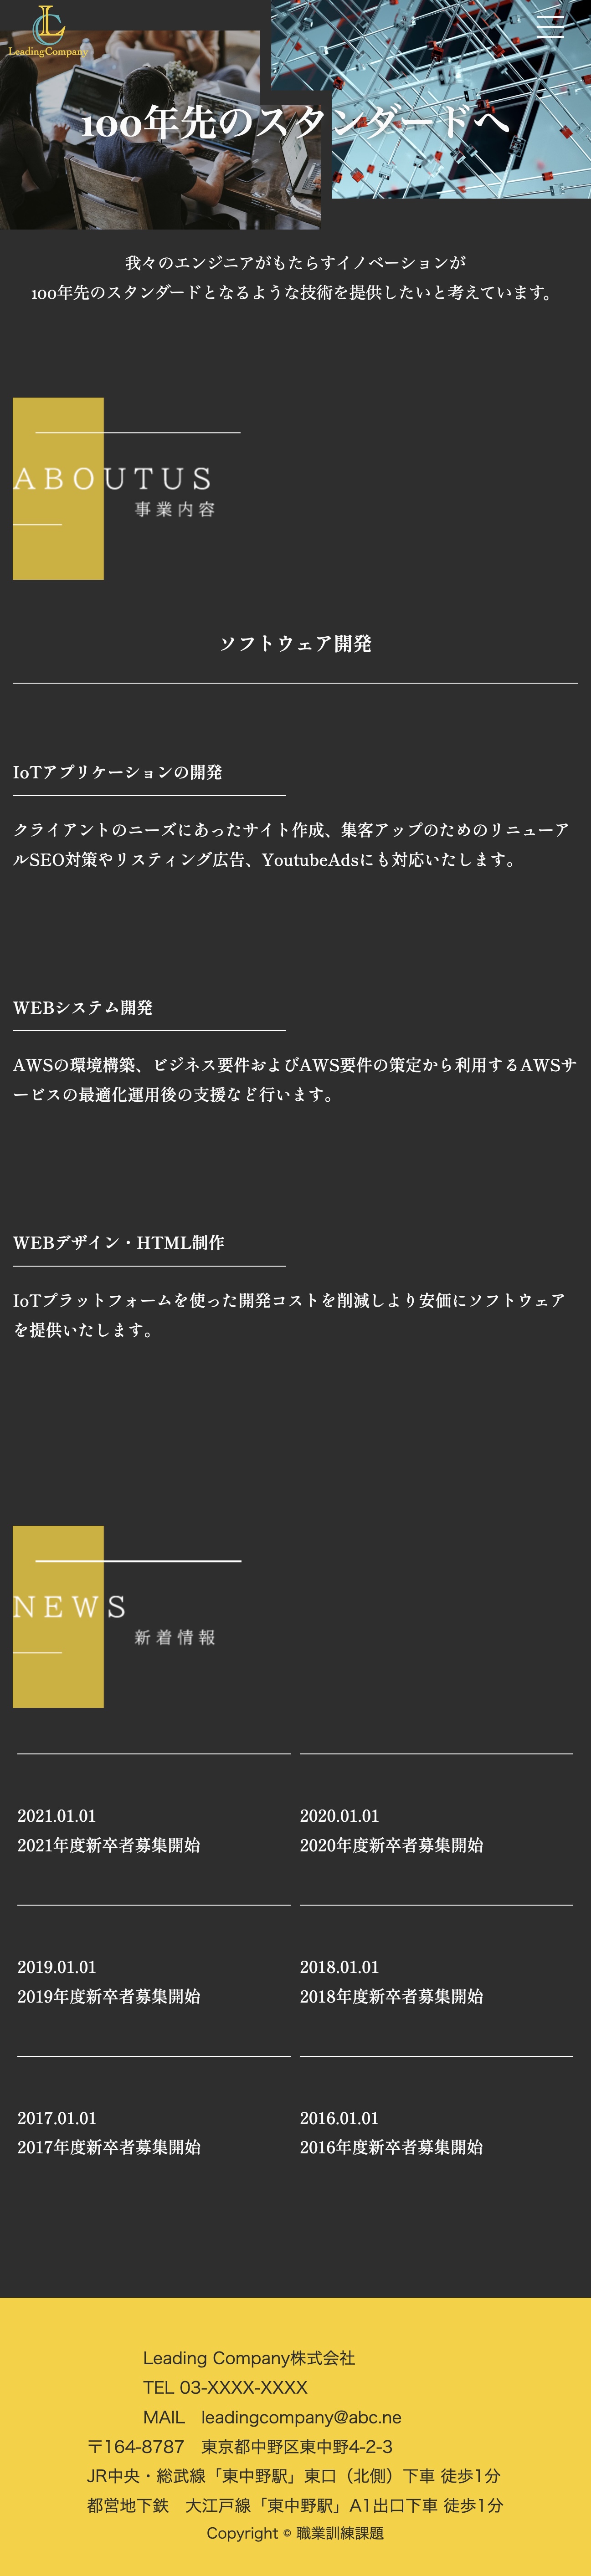 LeadingCompany
100年先のスタンダードへ
我々のエンジニアがもたらすイノベーションが
100年先のスタンダードとなるような技術を提供したいと考えています。
ABOUTUS
事業内容
ソフトウェア開発
IoTアプリケーションの開発
クライアントのニーズにあったサイト作成、集客アップのためのリニューア
ルSEO対策やリスティング広告、YoutubeAdsにも対応いたします。
WEBシステム開発
AWSの環境構築、ビジネス要件およびAWS要件の策定から利用するAWSサ
ービスの最適化運用後の支援など行います。
WEBデザイン・HTML制作
IoTプラットフォームを使った開発コストを削減しより安価にソフトウェア
を提供いたします。
NEWS
新着情報
2021.01.01
2021年度新卒者募集開始
2020.01.01
2020年度新卒者募集開始
2019.01.01
2019年度新卒者募集開始
2018.01.01
2018年度新卒者募集開始
2017.01.01
2017年度新卒者募集開始
2016.01.01
2016年度新卒者募集開始
Leading Company株式会社
TEL 03-XXXX-XXXX
MAIL　leadingcompany@abc.ne
〒164-8787　東京都中野区東中野4-2-3
JR中央・総武線「東中野駅」東口（北側）下車 徒歩1分
都営地下鉄　大江戸線「東中野駅」A1出口下車 徒歩1分
Copyright © 職業訓練課題